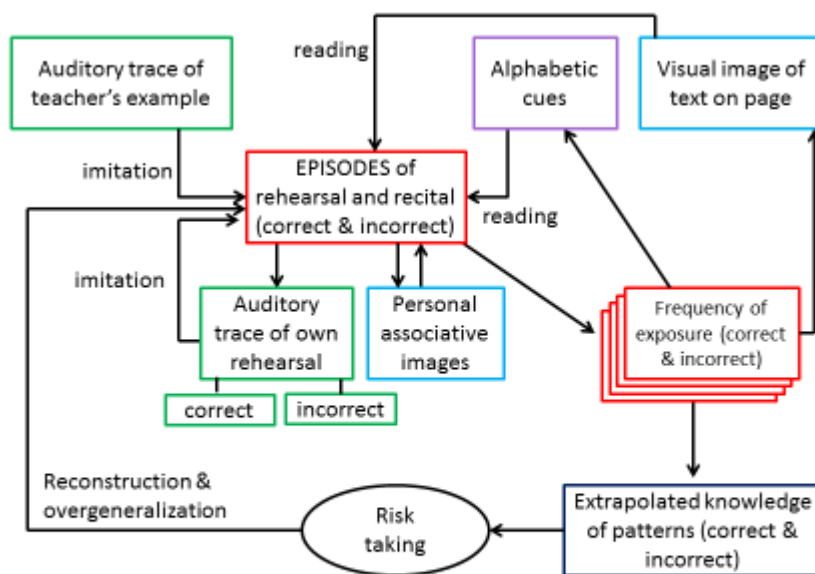 reading
Auditory trace of
teacher's example
Alphabetic
cues
Visual image of
text on page
imitation
EPISODES of
rehearsal and recital
(correct & incorrect)
reading
imitation
Auditory
trace of own
rehearsal
Personal
associative
images
Frequency of
exposure (correct
& incorrect)
correct
incorrect
Reconstruction &
overgeneralization
Risk
taking
Extrapolated knowledge
of patterns (correct &
incorrect)